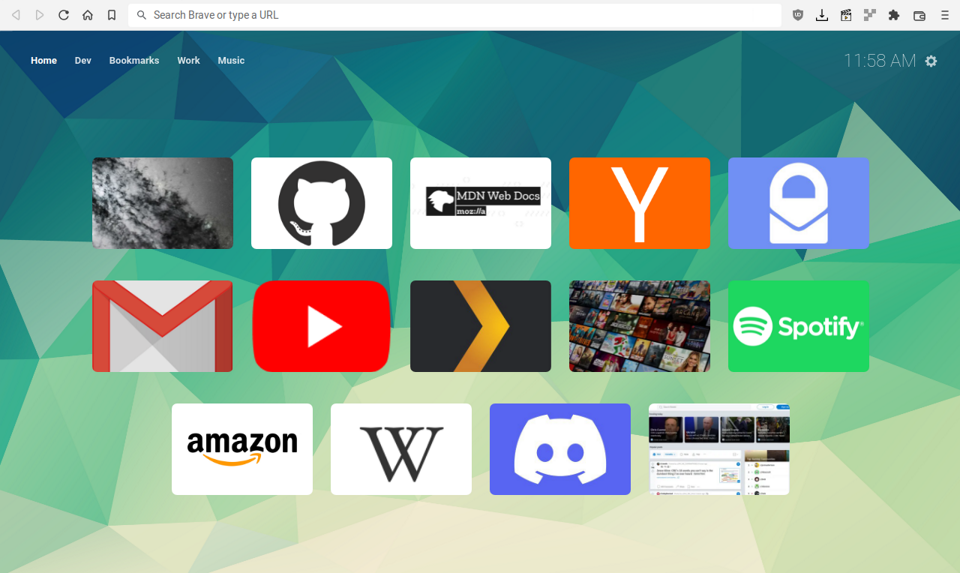 Search Brave or type a URL
Home Dev Bookmarks Work Music
11:58 AM
MDN Web Docs
moz://a
Y
Spotify
amazon
W